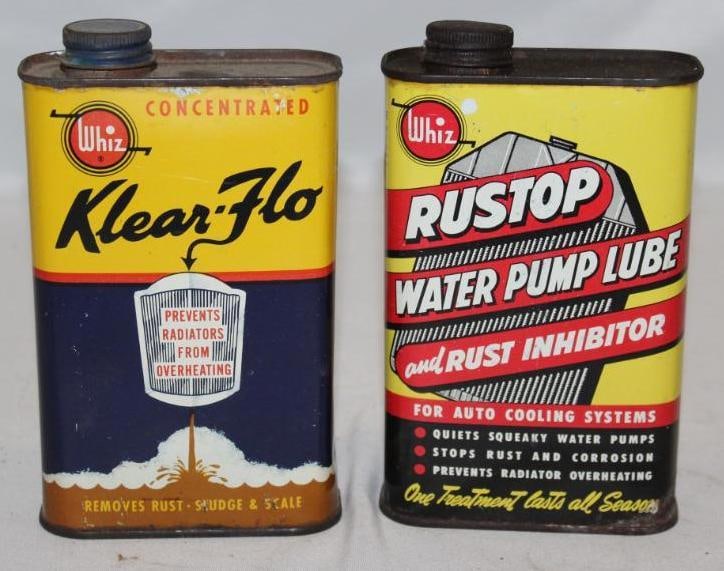 CONCENTRATED
Whiz
®
Klear-Flo
PREVENTS
RADIATORS
FROM
OVERHEATING
REMOVES RUST · SLUDGE & SCALE
Whiz
RUSTOP
WATER PUMP LUBE
and RUST INHIBITOR
FOR AUTO COOLING SYSTEMS
• QUIETS SQUEAKY WATER PUMPS
• STOPS RUST AND CORROSION
• PREVENTS RADIATOR OVERHEATING
One Treatment lasts all Season